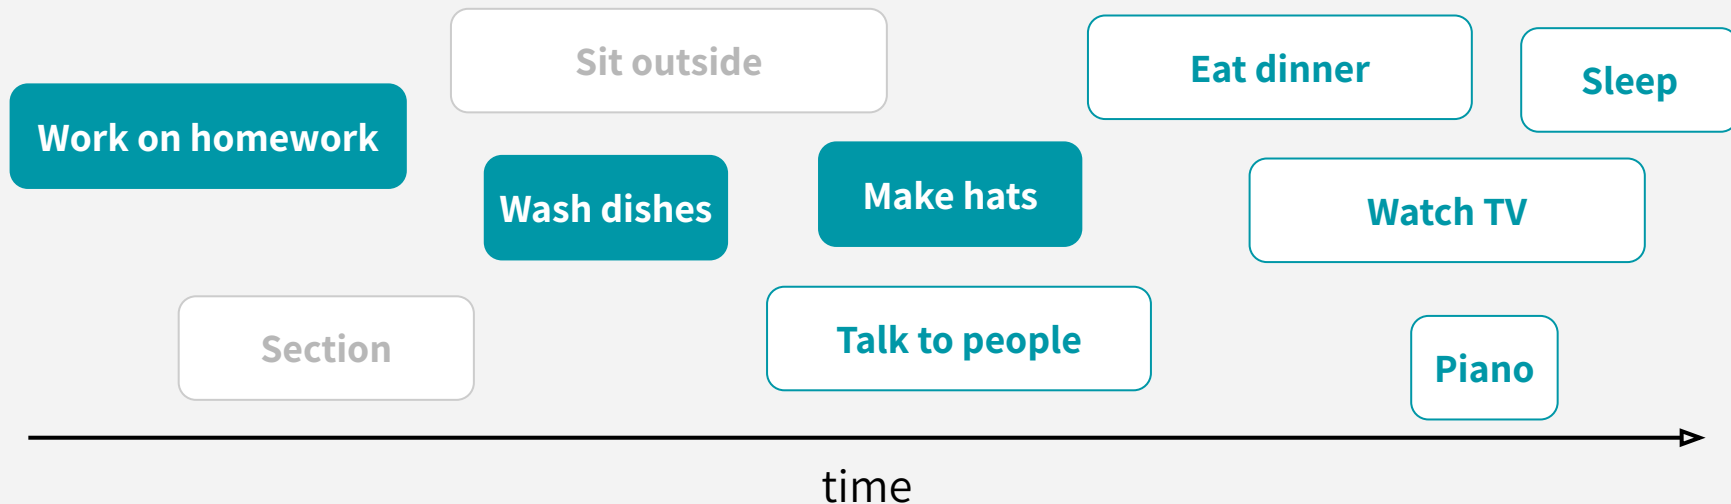 Sit outside
Eat dinner
Sleep
Work on homework
Wash dishes
Make hats
Watch TV
Section
Talk to people
Piano
time